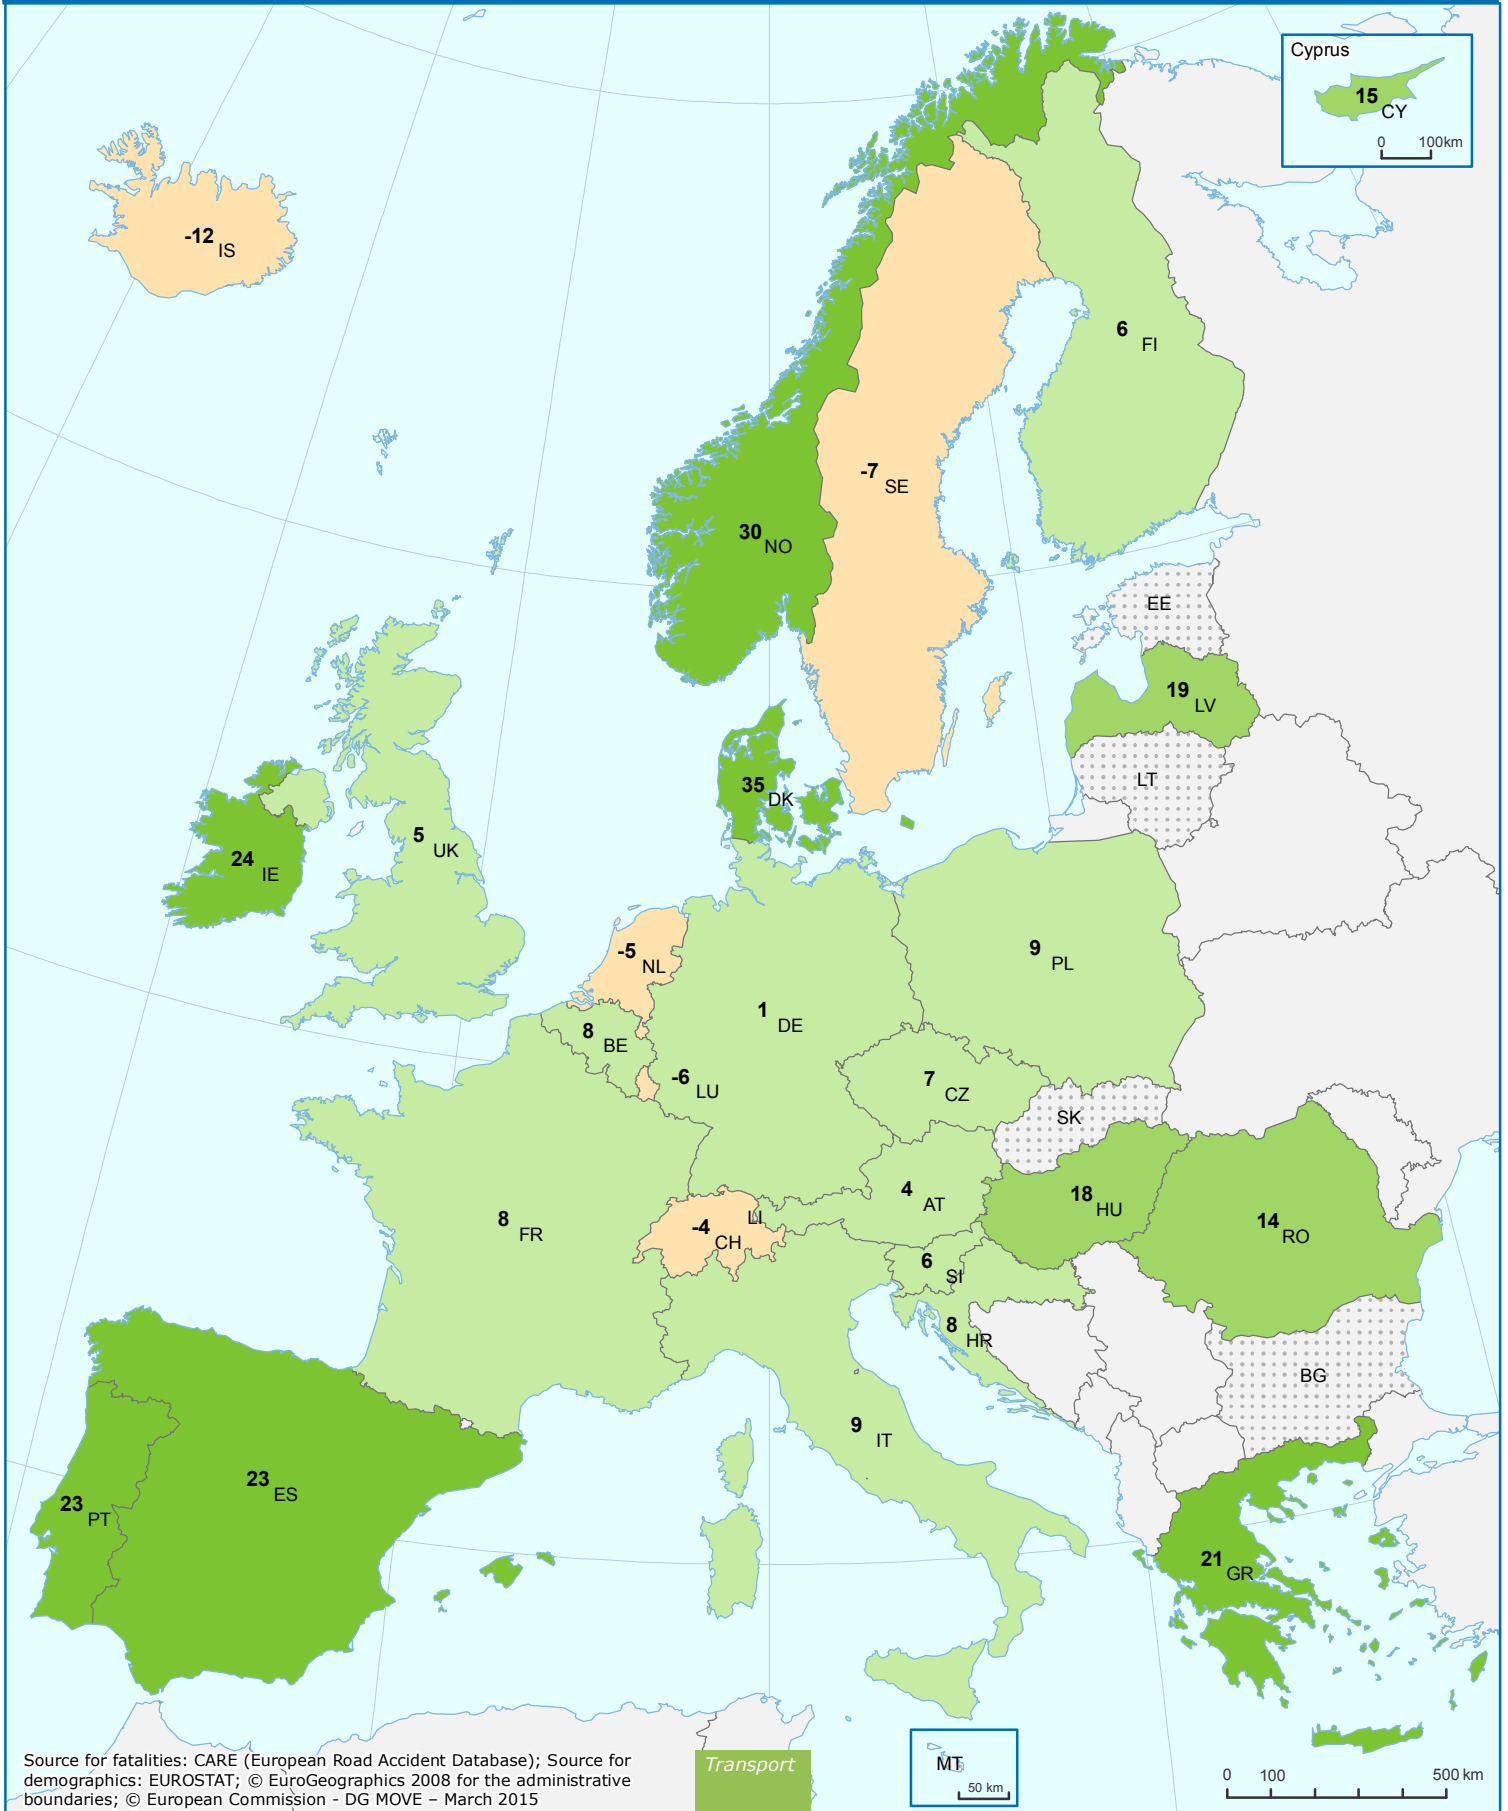 Cyprus
15
CY
0 100km
-12
IS
6
FI
-7
SE
30
NO
EE
19
LV
LT
35
DK
5
UK
24
IE
-5
NL
9
PL
1
DE
8
BE
-6
LU
7
CZ
SK
4
AT
18
HU
14
RO
8
FR
-4
CH
LI
6
SI
8
HR
BG
9
IT
23
ES
23
PT
21
GR
MT
50 km
0 100 500 km
Transport
Source for fatalities: CARE (European Road Accident Database); Source for
demographics: EUROSTAT; © EuroGeographics 2008 for the administrative
boundaries; © European Commission - DG MOVE – March 2015